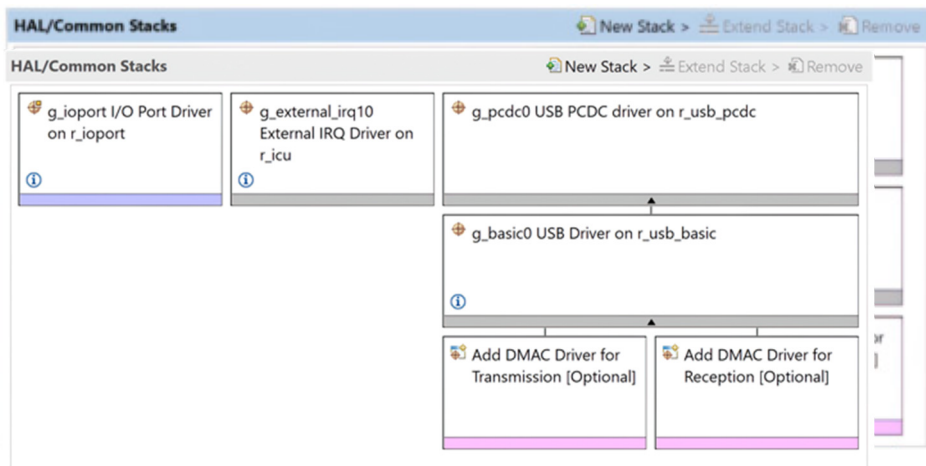 HAL/Common Stacks
New Stack > Extend Stack > Remove
HAL/Common Stacks
New Stack > Extend Stack > Remove
g_ioport I/O Port Driver
on r_ioport
g_external_irq10
External IRQ Driver on
r_icu
g_pcdc0 USB PCDC driver on r_usb_pcdc
g_basic0 USB Driver on r_usb_basic
Add DMAC Driver for
Transmission [Optional]
Add DMAC Driver for
Reception [Optional]